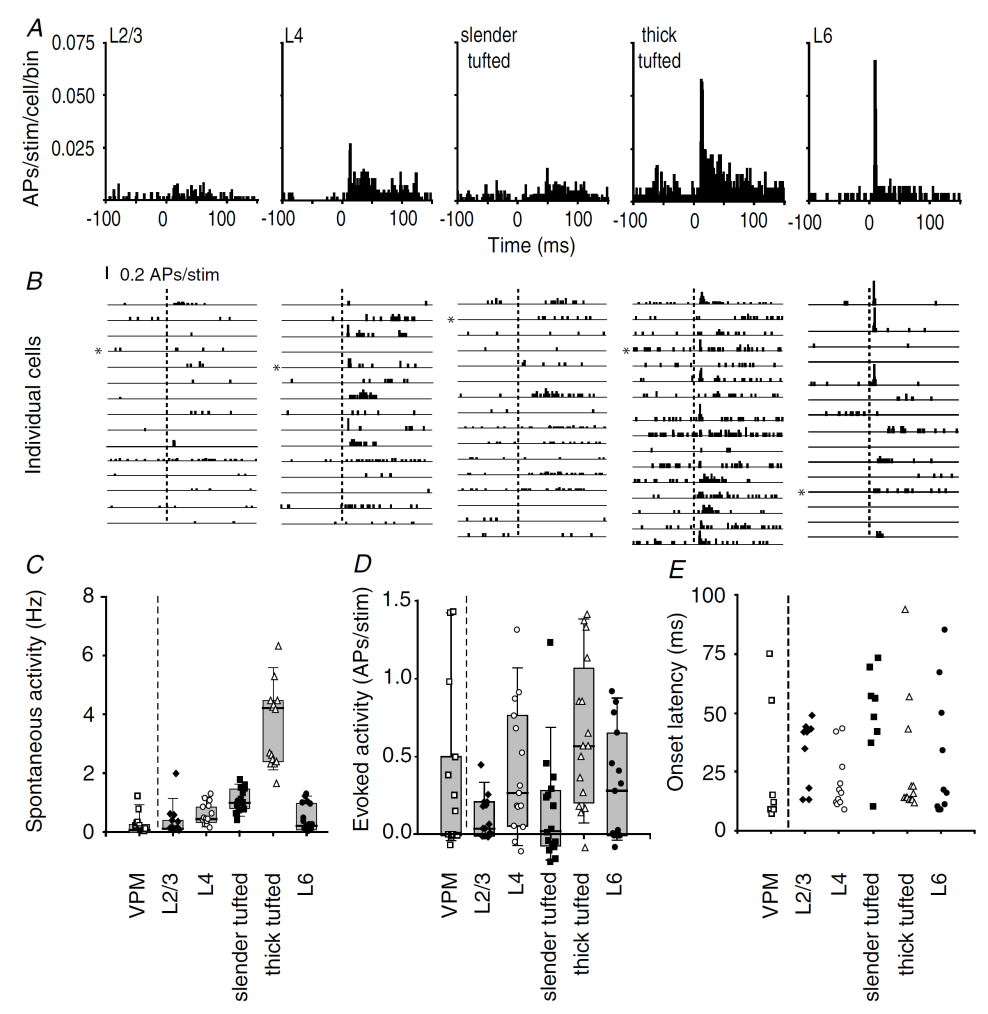 A
L2/3
L4
slender
tufted
thick
tufted
L6
APs/stim/cell/bin
0.075
0.050
0.025
-100 0 100
-100 0 100
-100 0 100
-100 0 100
-100 0 100
Time (ms)
B
0.2 APs/stim
Individual cells
*
*
*
*
*
C
Spontaneous activity (Hz)
8
6
4
2
0
VPM
L2/3
L4
slender tufted
thick tufted
L6
D
Evoked activity (APs/stim)
1.5
1.0
0.5
0.0
VPM
L2/3
L4
slender tufted
thick tufted
L6
E
Onset latency (ms)
100
75
50
25
0
VPM
L2/3
L4
slender tufted
thick tufted
L6